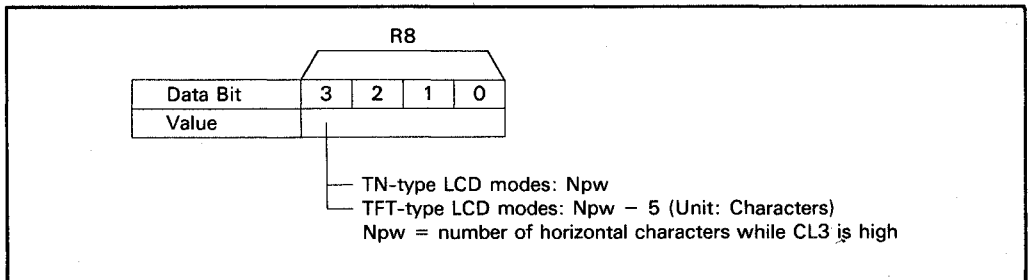 R8
Data Bit 3 2 1 0
Value
TN-type LCD modes: Npw
TFT-type LCD modes: Npw − 5 (Unit: Characters)
Npw = number of horizontal characters while CL3 is high